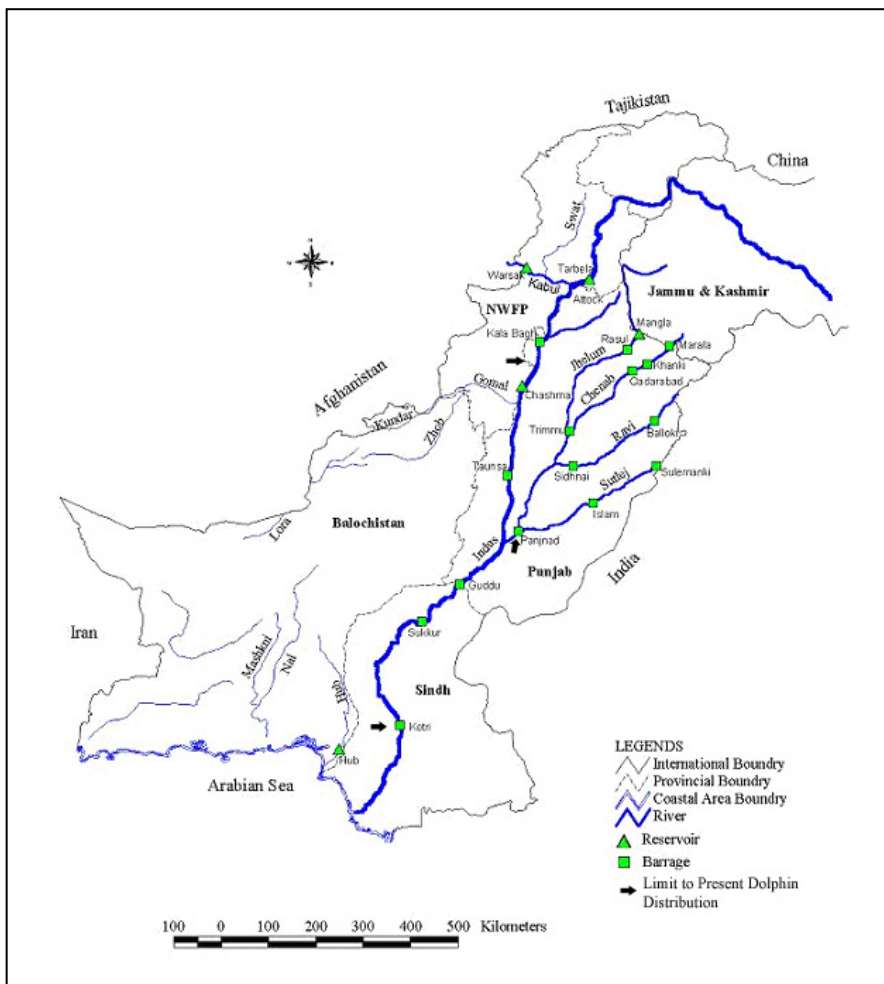 Tajikistan
China
Swat
Warsak
Tarbela
Kabul
Attock
Jammu & Kashmir
NWFP
Kala Bagh
Mangla
Rasul
Marala
Jhelum
Khanki
Qadarabad
Chenab
Afghanistan
Gomal
Chashma
Kundar
Zhob
Trimmu
Ravi
Balloki
Taunsa
Sidhnai
Sutlej
Sulemanki
Islam
Lora
Balochistan
Indus
Panjnad
Punjab
India
Guddu
Iran
Sukkur
Mashkni
Nal
Hub
Sindh
Kotri
Hub
Arabian Sea
LEGENDS
International Boundry
Provincial Boundry
Coastal Area Boundry
River
Reservoir
Barrage
Limit to Present Dolphin
Distribution
100 0 100 200 300 400 500 Kilometers